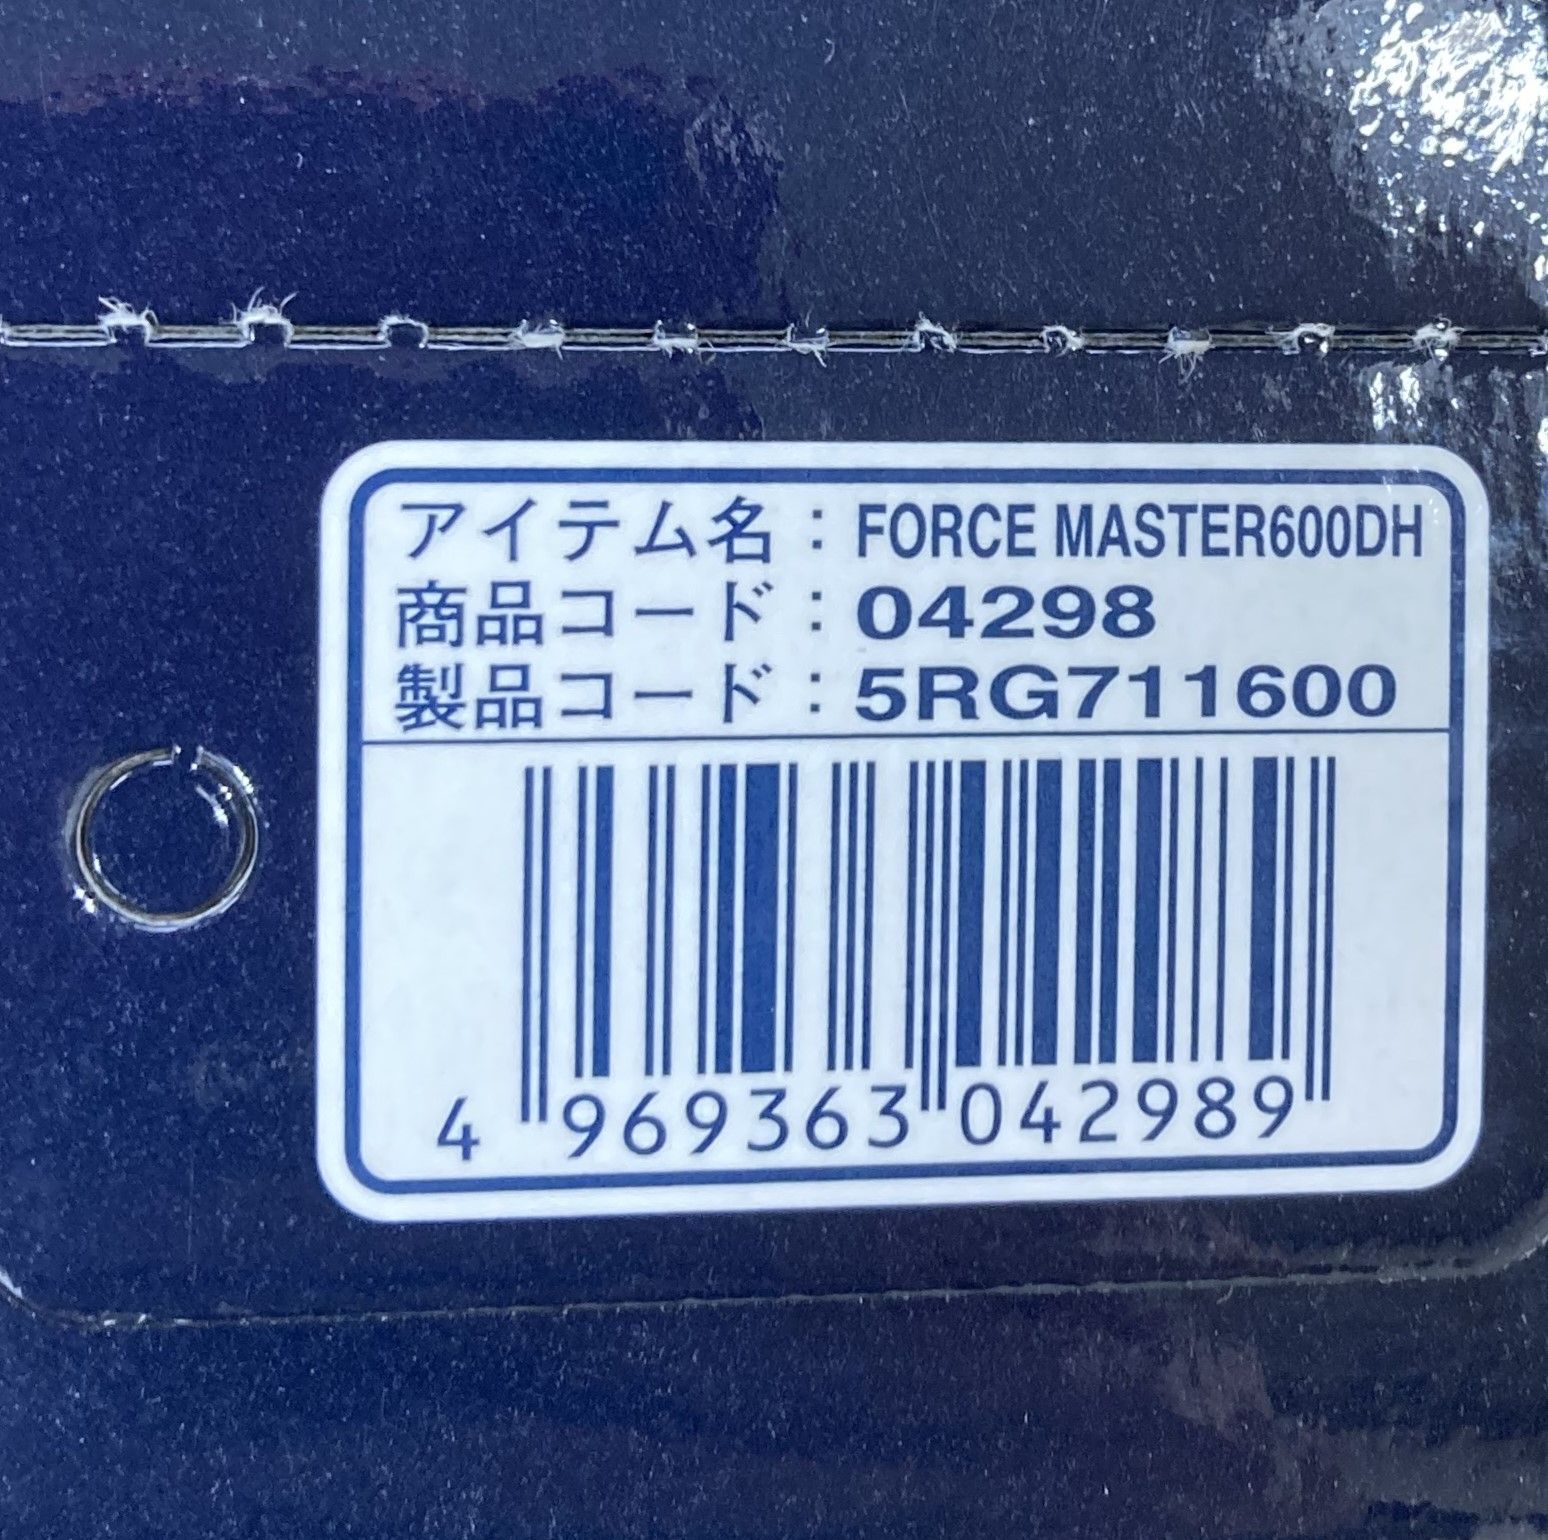 アイテム名：FORCE MASTER600DH
商品コード：04298
製品コード：5RG711600
4 969363 042989